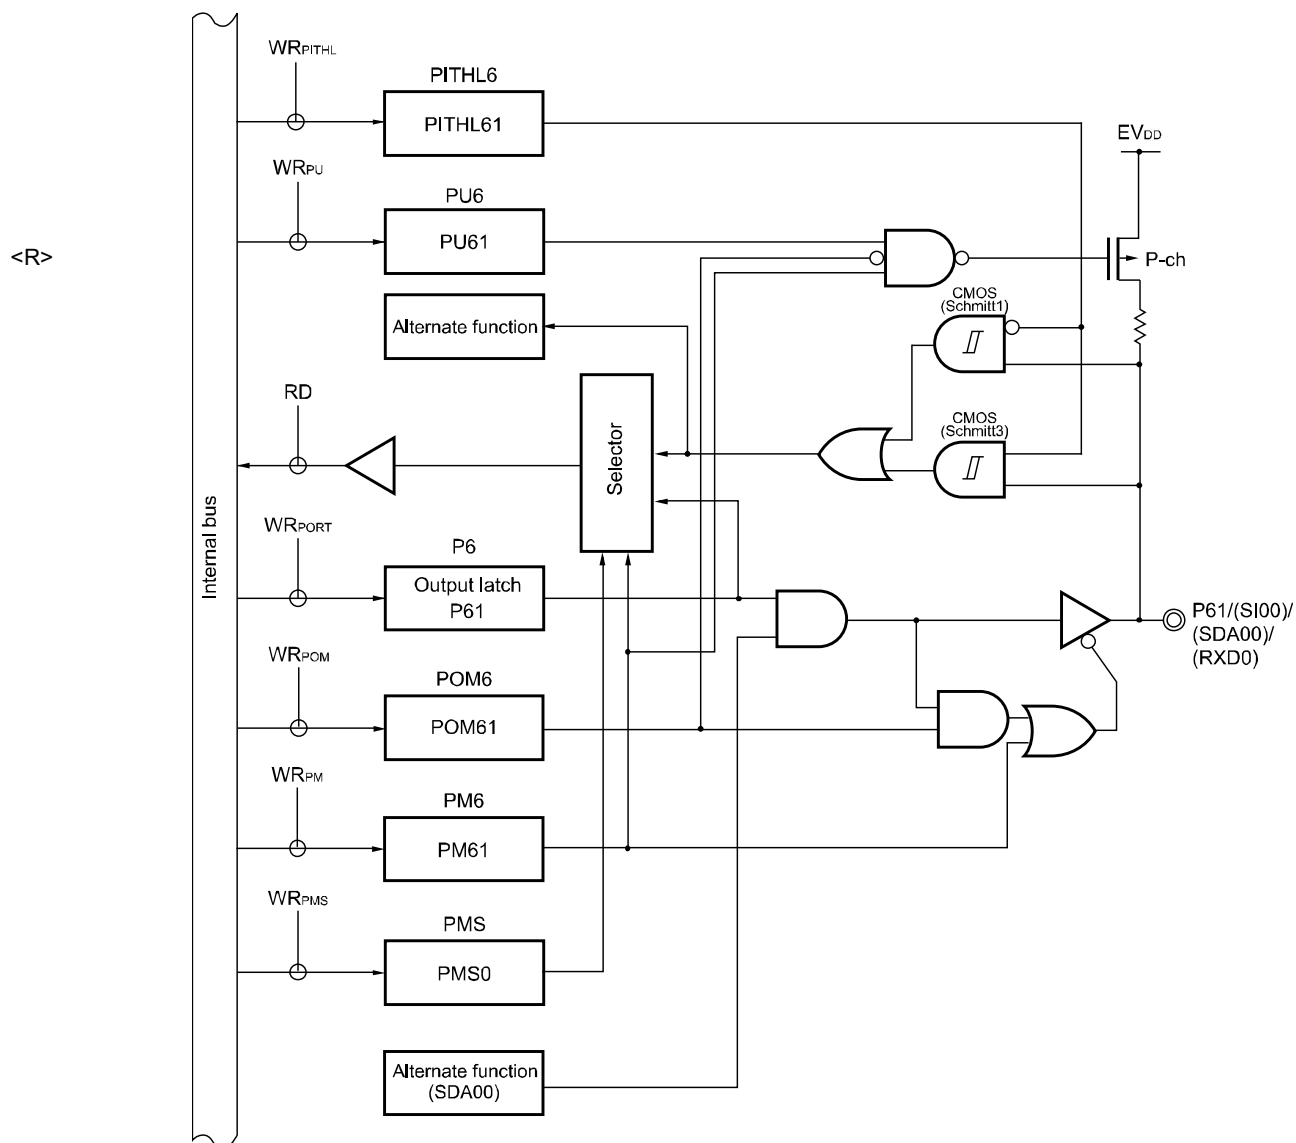 WRPITHL
PITHL6
PITHL61
EVDD
WRPU
PU6
PU61
<R>
P-ch
Alternate function
CMOS
(Schmitt1)
RD
Selector
CMOS
(Schmitt3)
Internal bus
WRPORT
P6
Output latch
P61
P61/(SI00)/
(SDA00)/
(RXD0)
WRPOM
POM6
POM61
WRPM
PM6
PM61
WRPMS
PMS
PMS0
Alternate function
(SDA00)